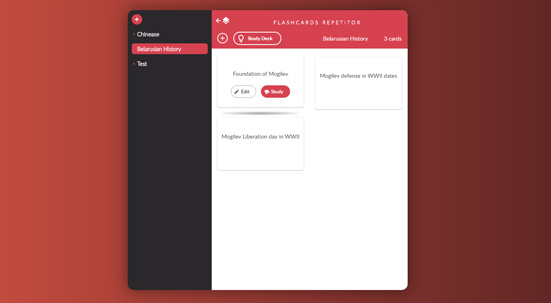 Chinease
Belarusian History
Test
FLASHCARDS REPETITOR
Study Deck
Belarusian History
3 cards
Foundation of Mogilev
Edit
Study
Mogilev defense in WWII dates
Mogilev Liberation day in WWII